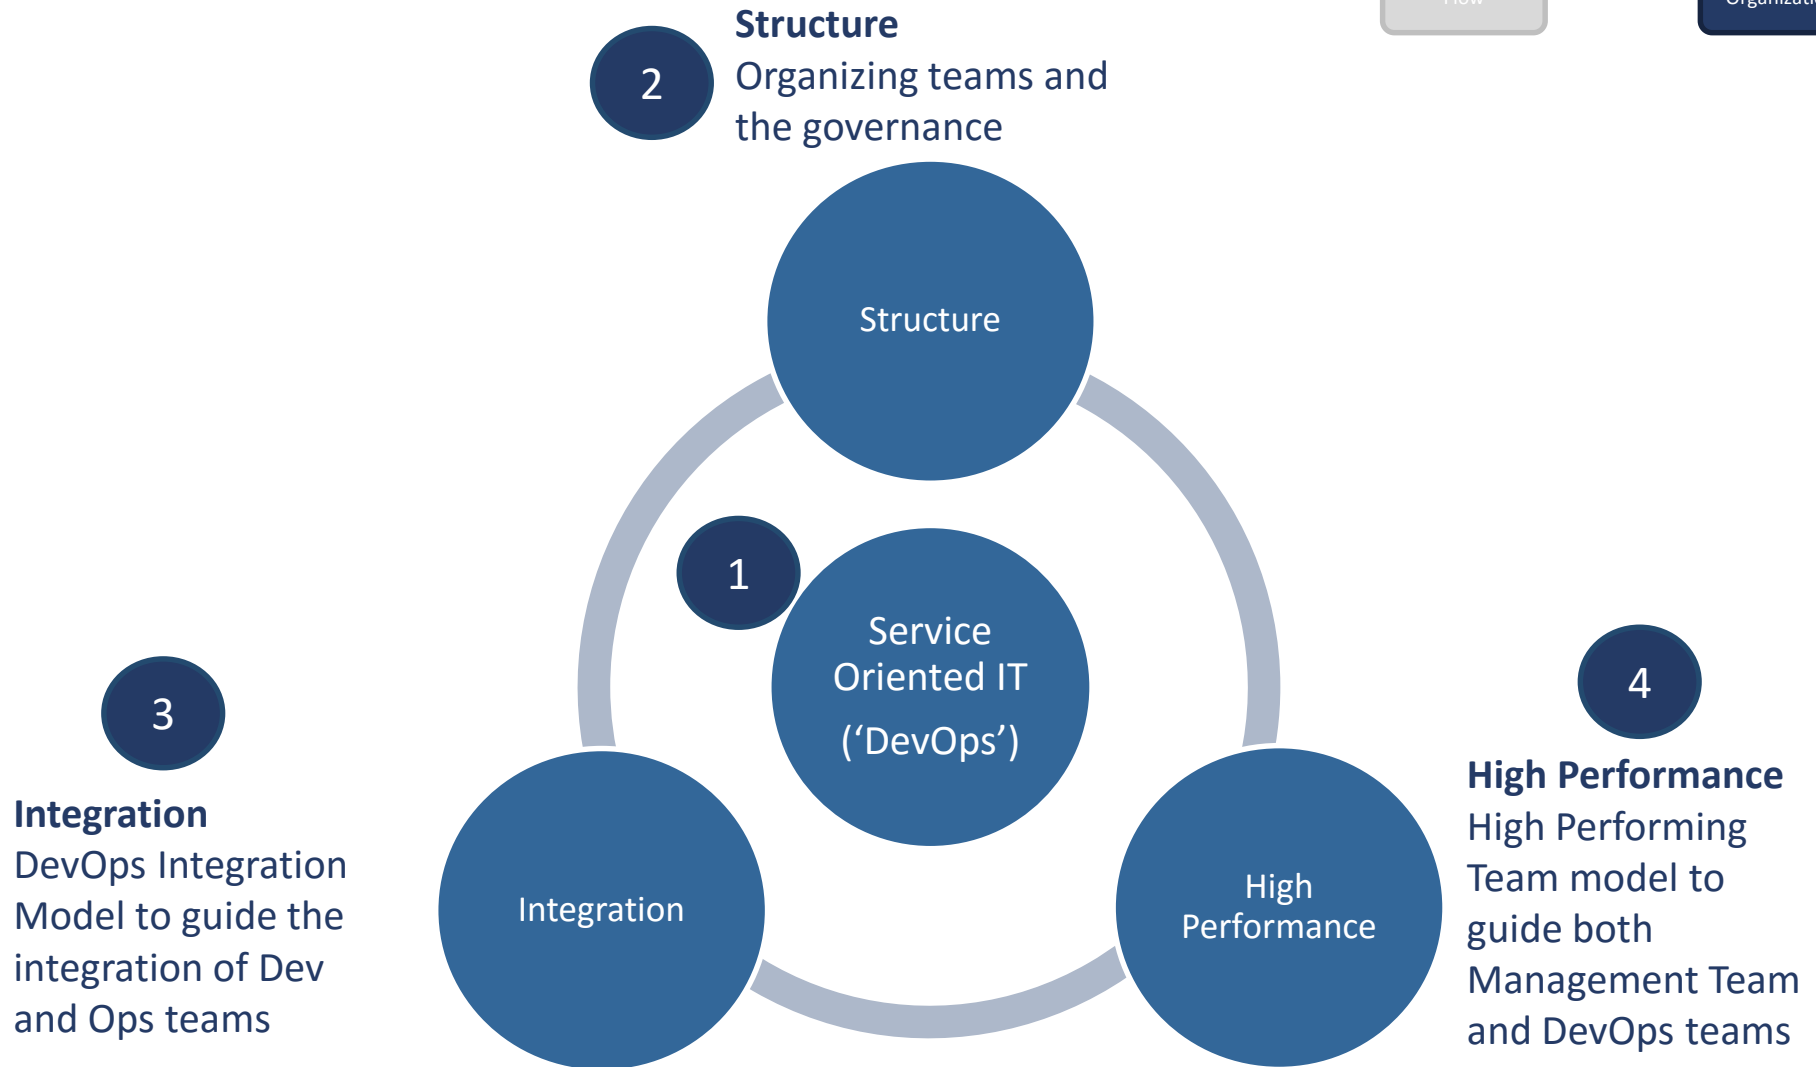 Structure
Organizing teams and
the governance
2
Structure
1
Service
Oriented IT
(‘DevOps’)
3
Integration
DevOps Integration
Model to guide the
integration of Dev
and Ops teams
Integration
High
Performance
4
High Performance
High Performing
Team model to
guide both
Management Team
and DevOps teams